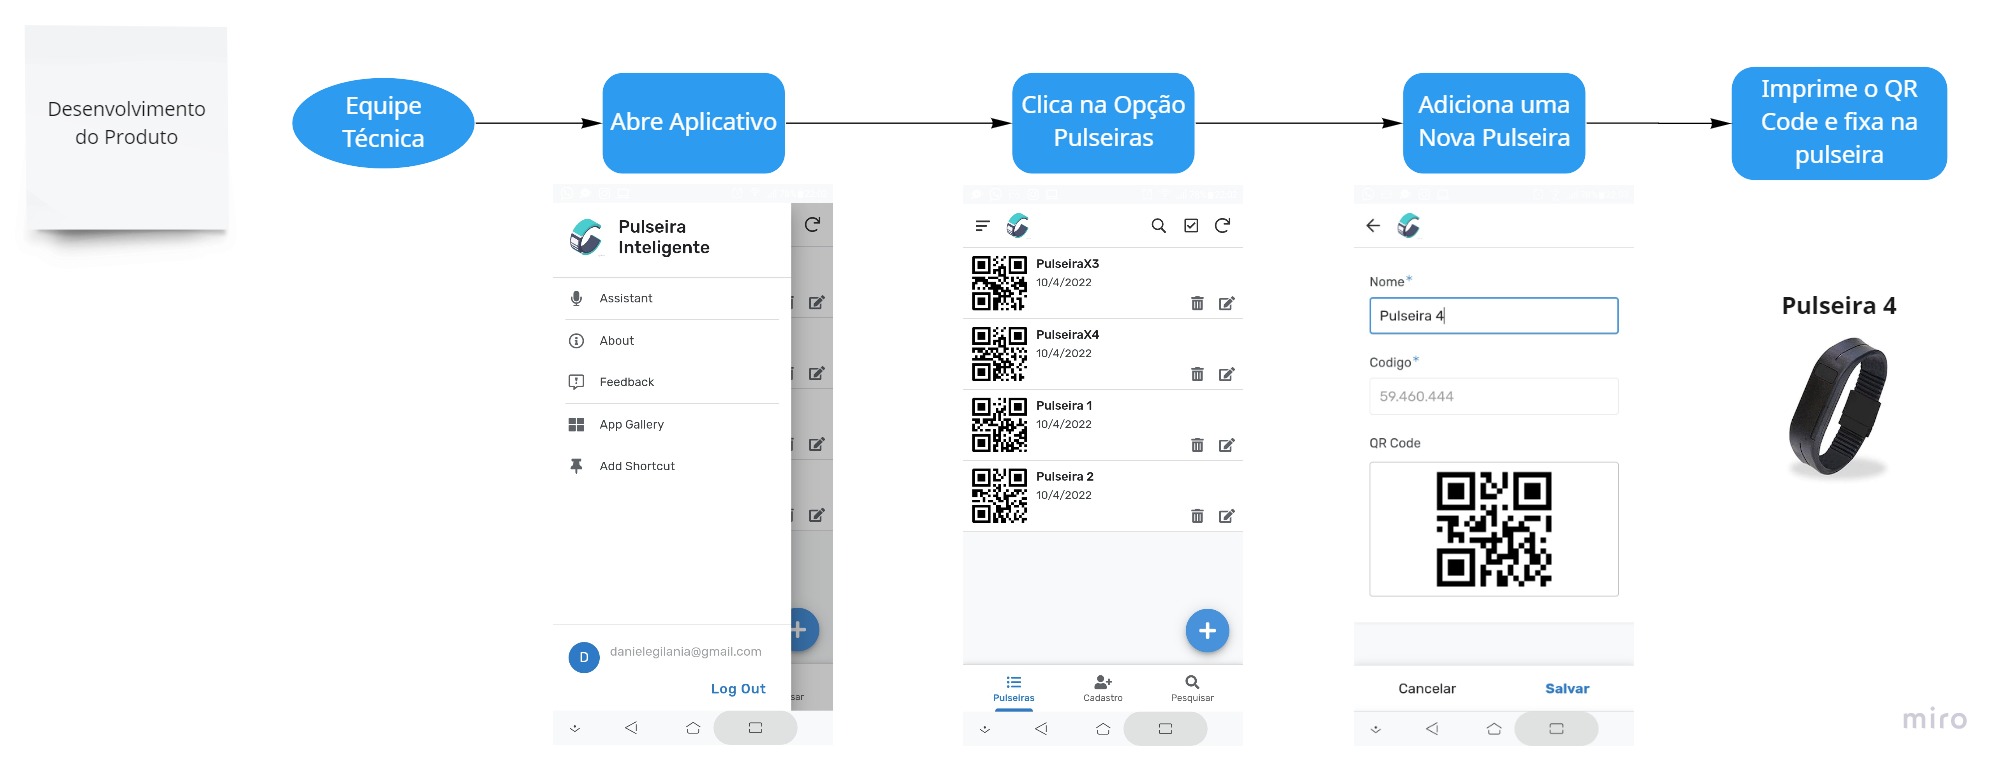 Desenvolvimento
do Produto
Equipe
Técnica
Abre Aplicativo
Clica na Opção
Pulseiras
Adiciona uma
Nova Pulseira
Imprime o QR
Code e fixa na
pulseira
Pulseira
Inteligente
Assistant
About
Feedback
App Gallery
Add Shortcut
D
danielegilania@gmail.com
Log Out
sar
PulseiraX3
10/4/2022
PulseiraX4
10/4/2022
Pulseira 1
10/4/2022
Pulseira 2
10/4/2022
Pulseiras
Cadastro
Pesquisar
Nome*
Pulseira 4
Codigo*
59.460.444
QR Code
Cancelar
Salvar
Pulseira 4
miro